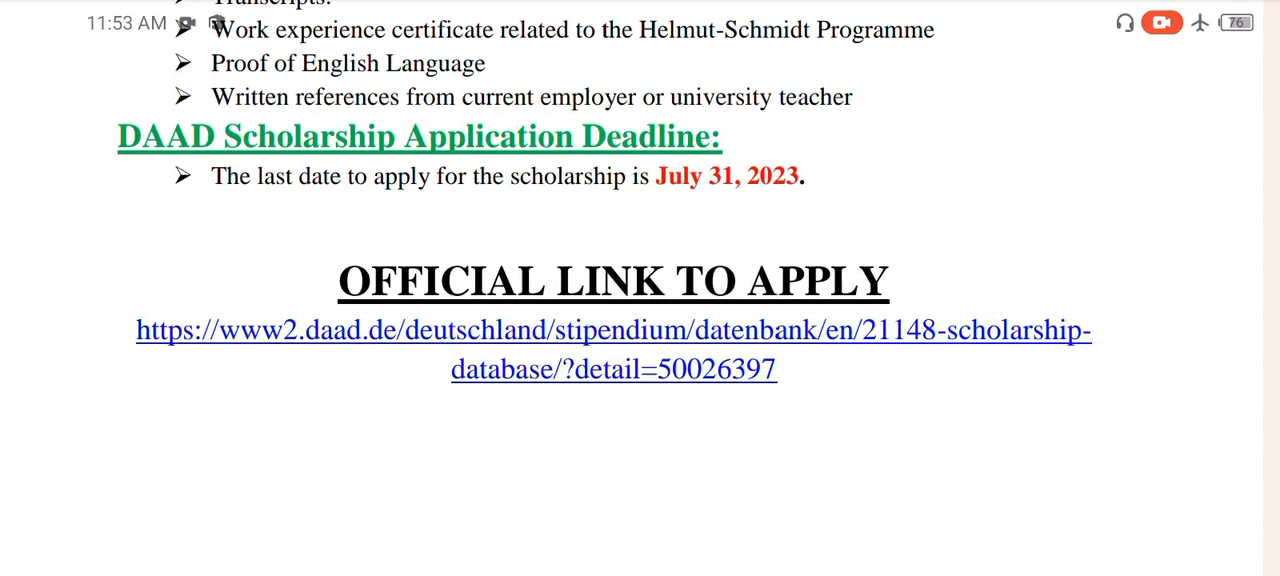 Transcripts.
11:53 AM
➤ Work experience certificate related to the Helmut-Schmidt Programme
76
➤ Proof of English Language
➤ Written references from current employer or university teacher
DAAD Scholarship Application Deadline:
➤ The last date to apply for the scholarship is July 31, 2023.
OFFICIAL LINK TO APPLY
https://www2.daad.de/deutschland/stipendium/datenbank/en/21148-scholarship-
database/?detail=50026397